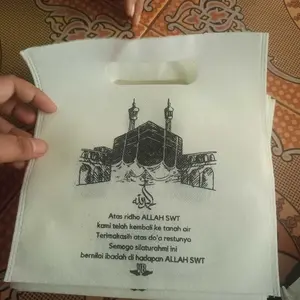 Atas ridho ALLAH SWT
kami telah kembali ke tanah air
Terimakasih atas do'a restunya
Semoga silaturahmi ini
bernilai ibadah di hadapan ALLAH SWT